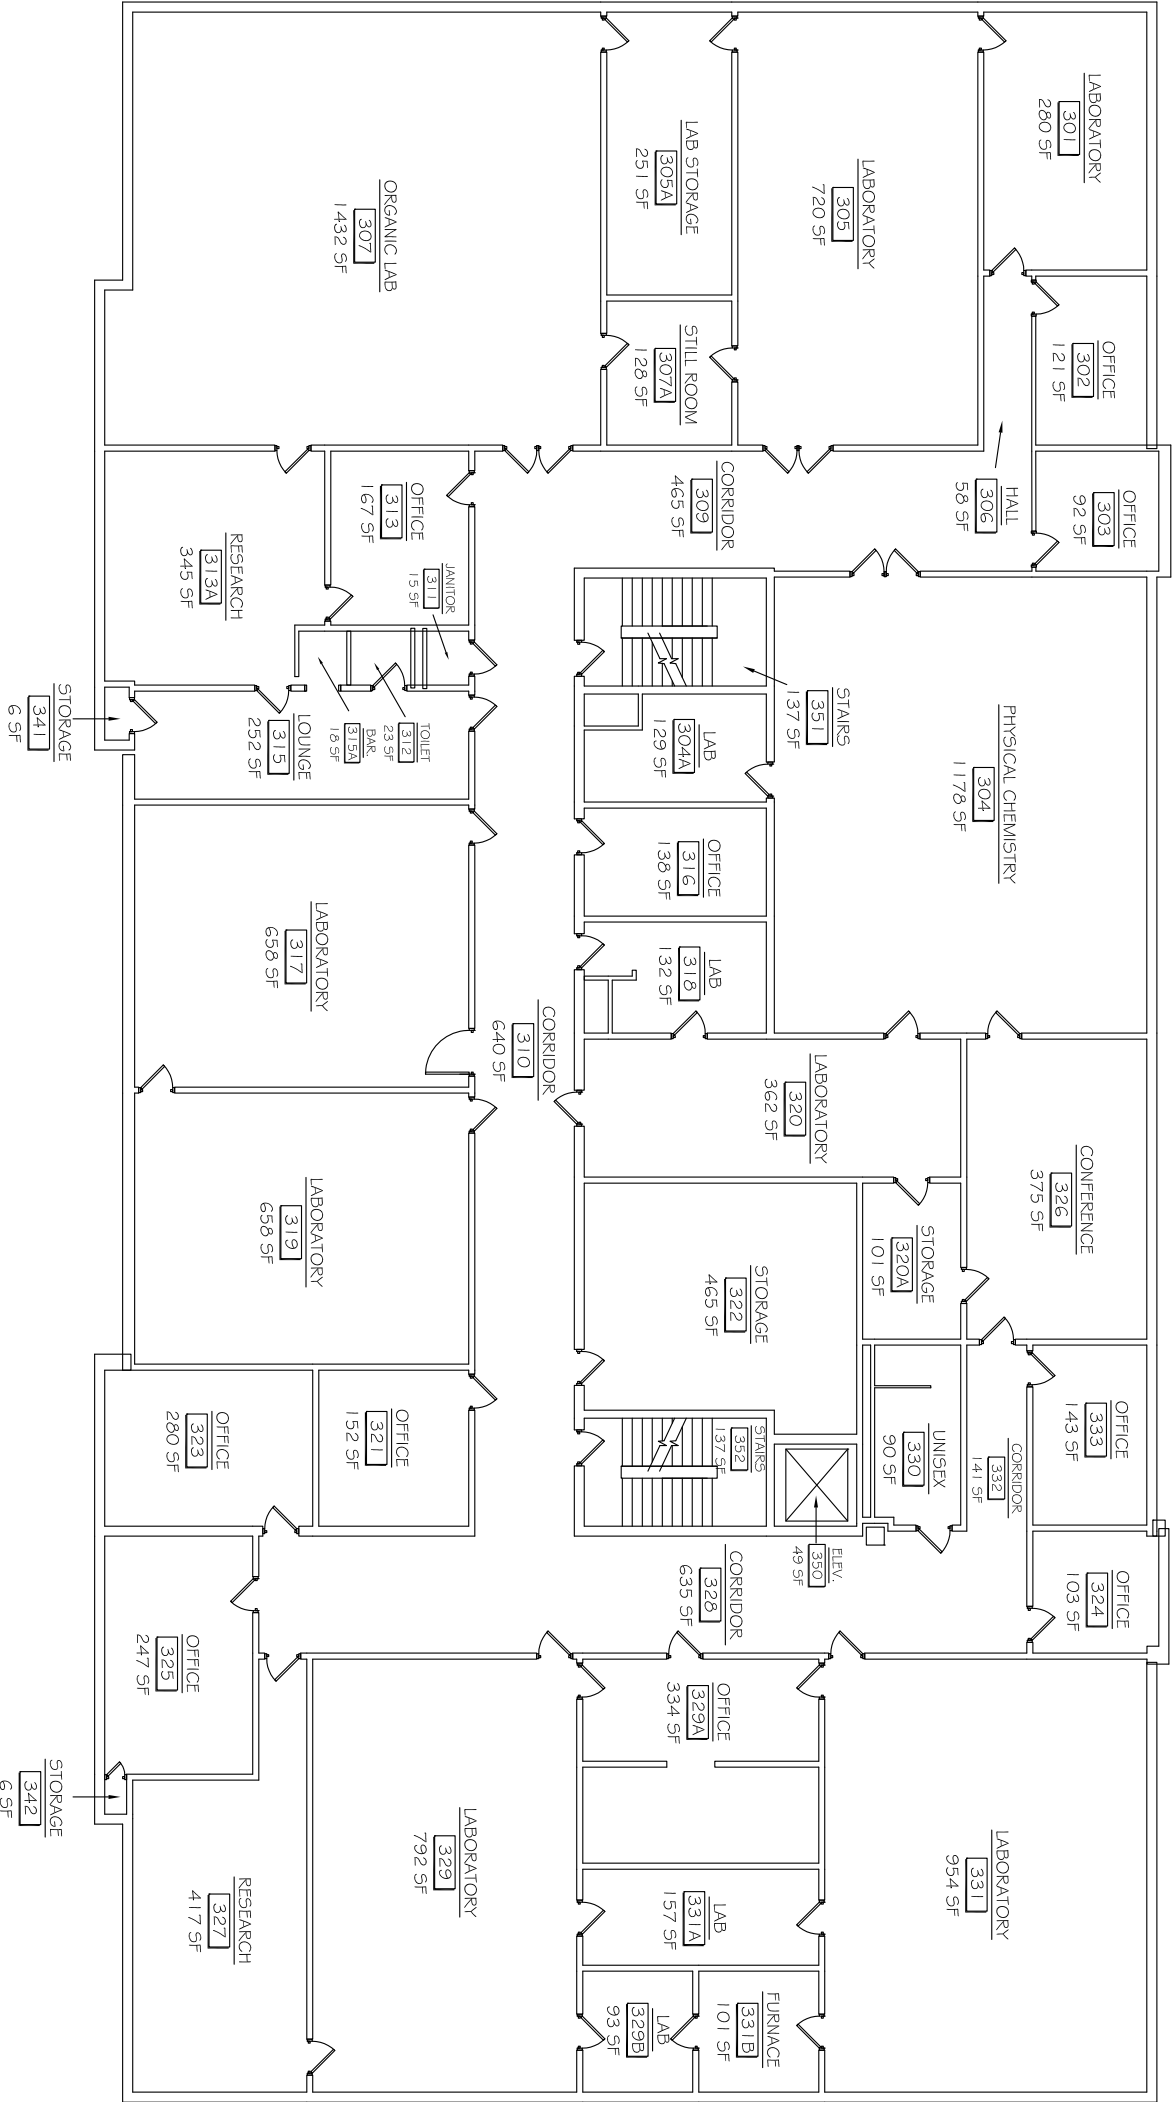 LABORATORY
301
280 SF
OFFICE
302
121 SF
OFFICE
303
92 SF
HALL
306
58 SF
LABORATORY
305
720 SF
LAB STORAGE
305A
251 SF
STILL ROOM
307A
128 SF
ORGANIC LAB
307
1432 SF
CORRIDOR
309
465 SF
OFFICE
313
167 SF
RESEARCH
313A
345 SF
JANITOR
311
15 SF
TOILET
312
23 SF
BAR.
315A
18 SF
LOUNGE
315
252 SF
STORAGE
341
6 SF
STAIRS
351
137 SF
PHYSICAL CHEMISTRY
304
1178 SF
LAB
304A
129 SF
OFFICE
316
138 SF
LAB
318
132 SF
CORRIDOR
310
640 SF
LABORATORY
317
658 SF
LABORATORY
319
658 SF
LABORATORY
320
362 SF
CONFERENCE
326
375 SF
STORAGE
320A
101 SF
STORAGE
322
465 SF
OFFICE
333
143 SF
CORRIDOR
332
141 SF
UNISEX
330
90 SF
STAIRS
352
137 SF
ELEV.
350
49 SF
OFFICE
321
152 SF
OFFICE
323
280 SF
OFFICE
324
103 SF
CORRIDOR
328
635 SF
OFFICE
325
247 SF
STORAGE
342
6 SF
OFFICE
329A
334 SF
LABORATORY
331
954 SF
LABORATORY
329
792 SF
RESEARCH
327
417 SF
LAB
331A
157 SF
FURNACE
331B
101 SF
LAB
329B
93 SF